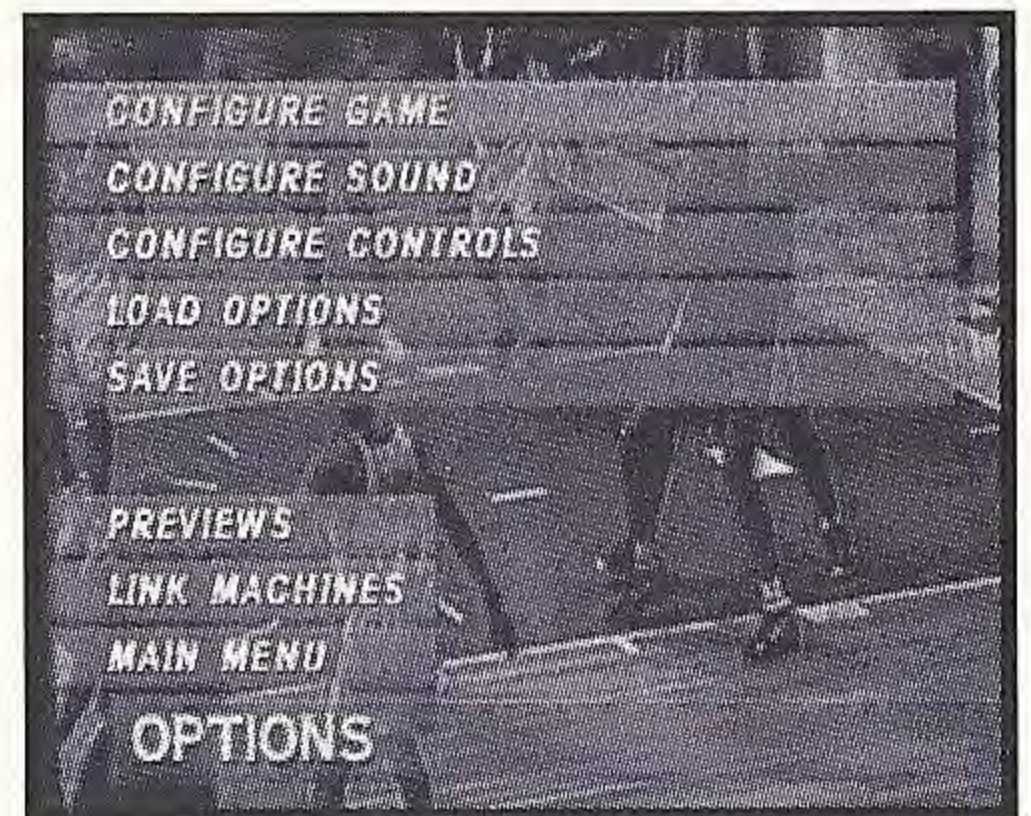 CONFIGURE GAME
CONFIGURE SOUND
CONFIGURE CONTROLS
LOAD OPTIONS
SAVE OPTIONS
PREVIEWS
LINK MACHINES
MAIN MENU
OPTIONS